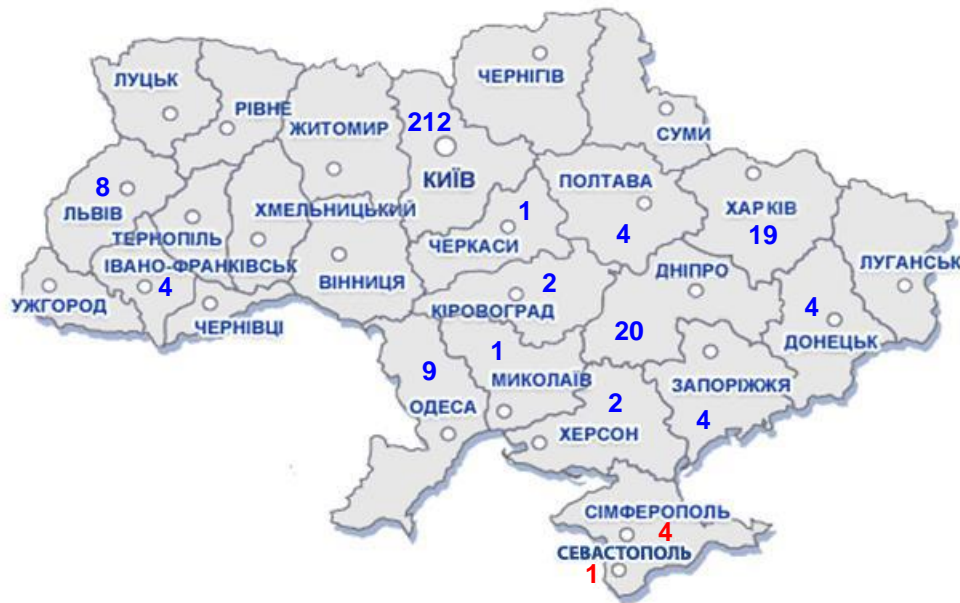 ЧЕРНІГІВ
ЛУЦЬК
РІВНЕ
ЖИТОМИР
212
СУМИ
КИЇВ
ПОЛТАВА
8
ЛЬВІВ
ХМЕЛЬНИЦЬКИЙ
1
ХАРКІВ
ТЕРНОПІЛЬ
ЧЕРКАСИ
4
19
ІВАНО-ФРАНКІВСЬК
4
ЛУГАНСЬК
ДНІПРО
ВІННИЦЯ
2
КІРОВОГРАД
УЖГОРОД
ЧЕРНІВЦІ
4
ДОНЕЦЬК
20
1
МИКОЛАЇВ
9
ОДЕСА
ЗАПОРІЖЖЯ
2
4
ХЕРСОН
СІМФЕРОПОЛЬ
4
СЕВАСТОПОЛЬ
1